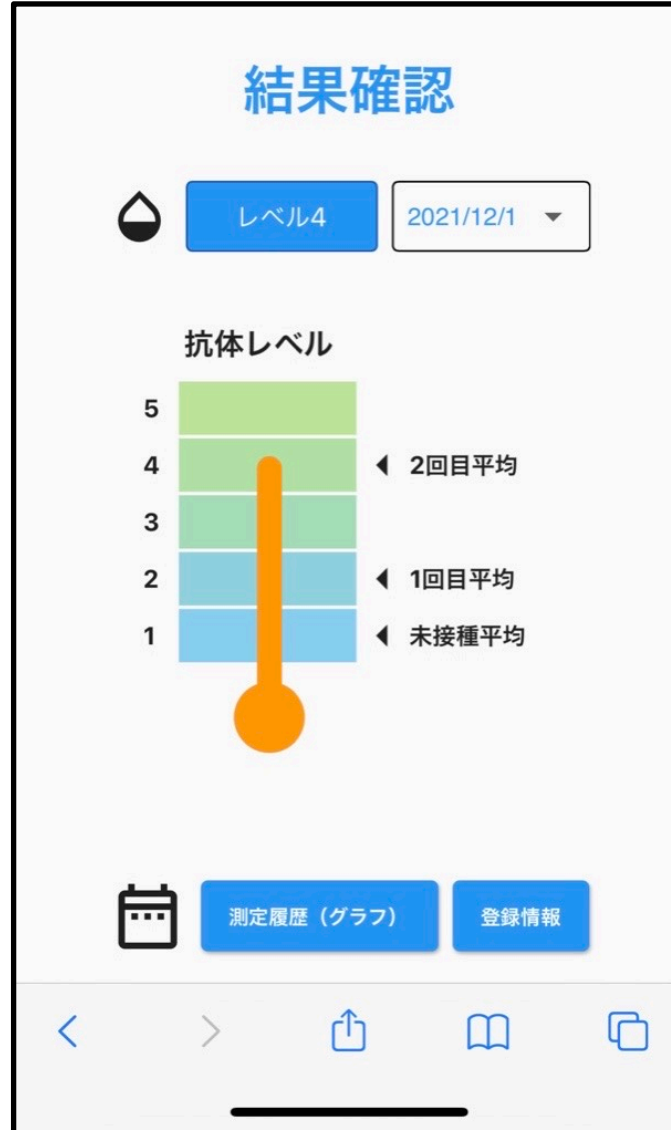 結果確認
レベル4
2021/12/1
抗体レベル
5
4
2回目平均
3
2
1回目平均
1
未接種平均
測定履歴（グラフ）
登録情報